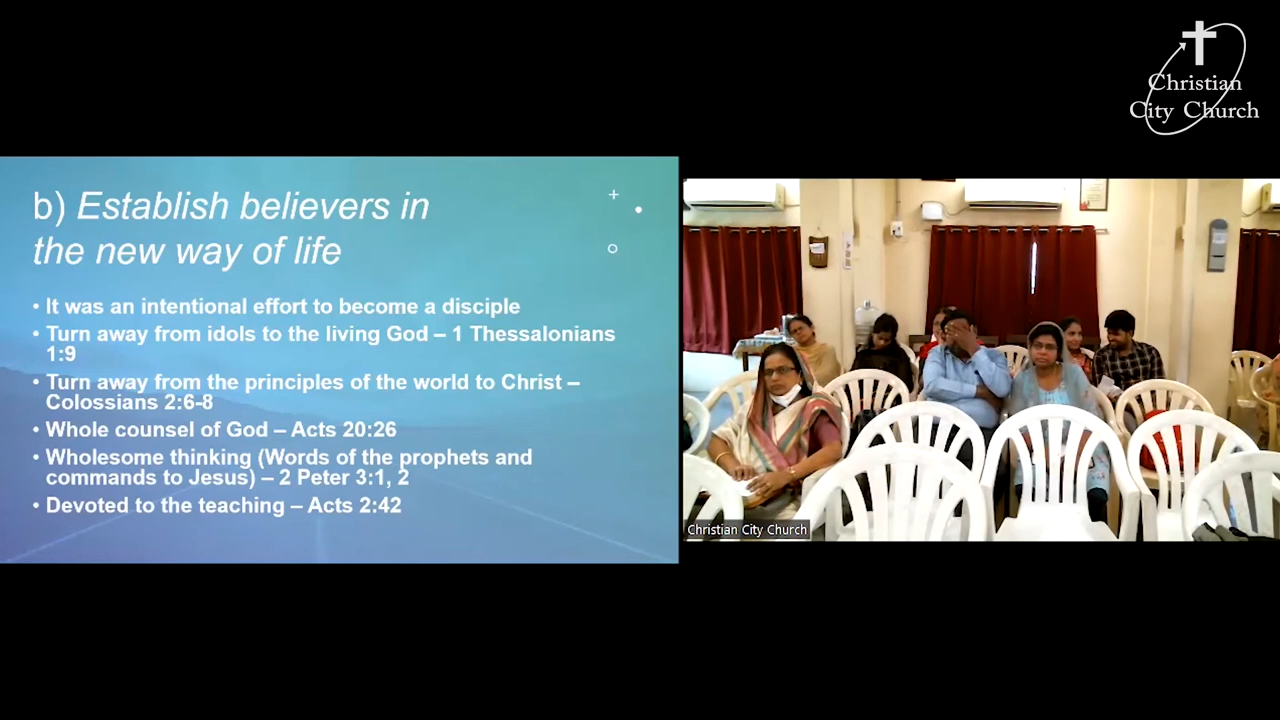 Christian
City Church
b) Establish believers in
the new way of life
• It was an intentional effort to become a disciple
• Turn away from idols to the living God – 1 Thessalonians
1:9
• Turn away from the principles of the world to Christ –
Colossians 2:6-8
• Whole counsel of God – Acts 20:26
• Wholesome thinking (Words of the prophets and
commands to Jesus) – 2 Peter 3:1, 2
• Devoted to the teaching – Acts 2:42
Christian City Church